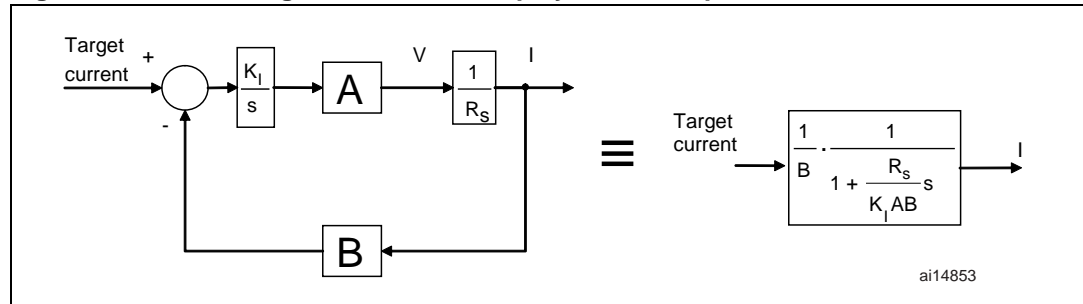 Target
current
+
-
K_I
s
A
V
1
R_S
I
B
≡
Target
current
1
B
·
1
1 + R_s s
K_I AB
I
ai14853